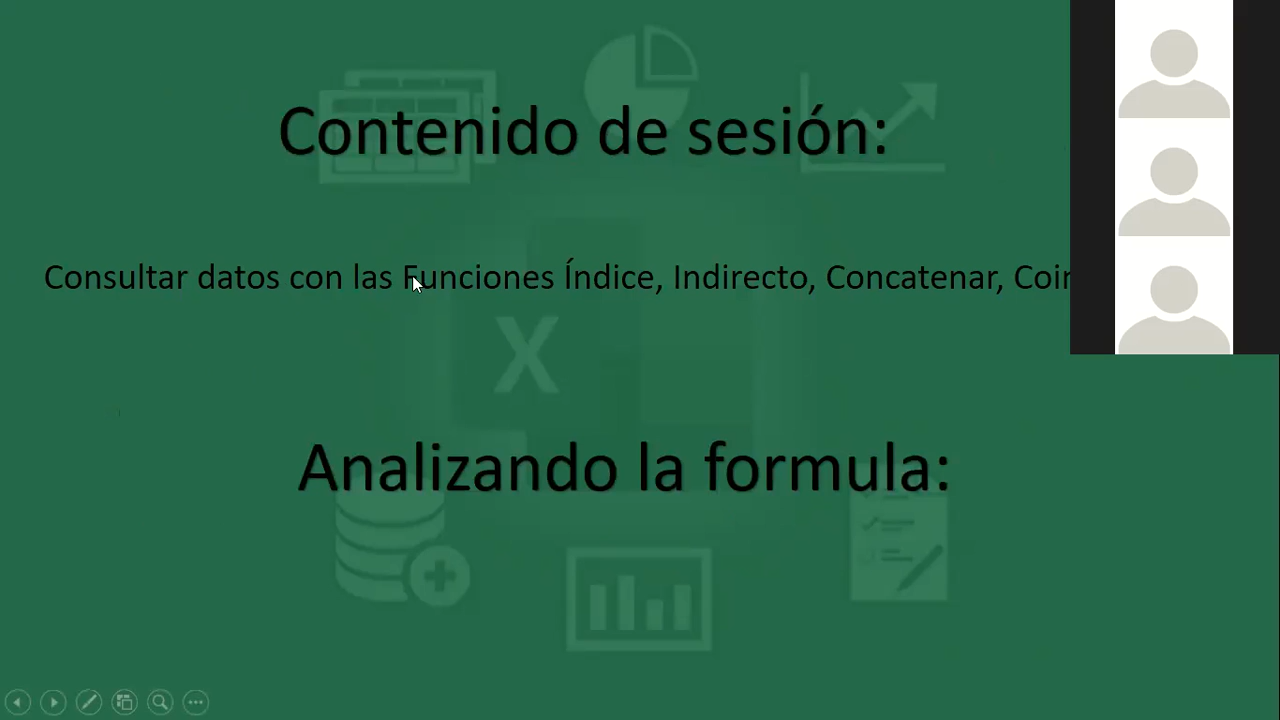 Contenido de sesión:
Consultar datos con las Funciones Índice, Indirecto, Concatenar,
Analizando la formula:
X